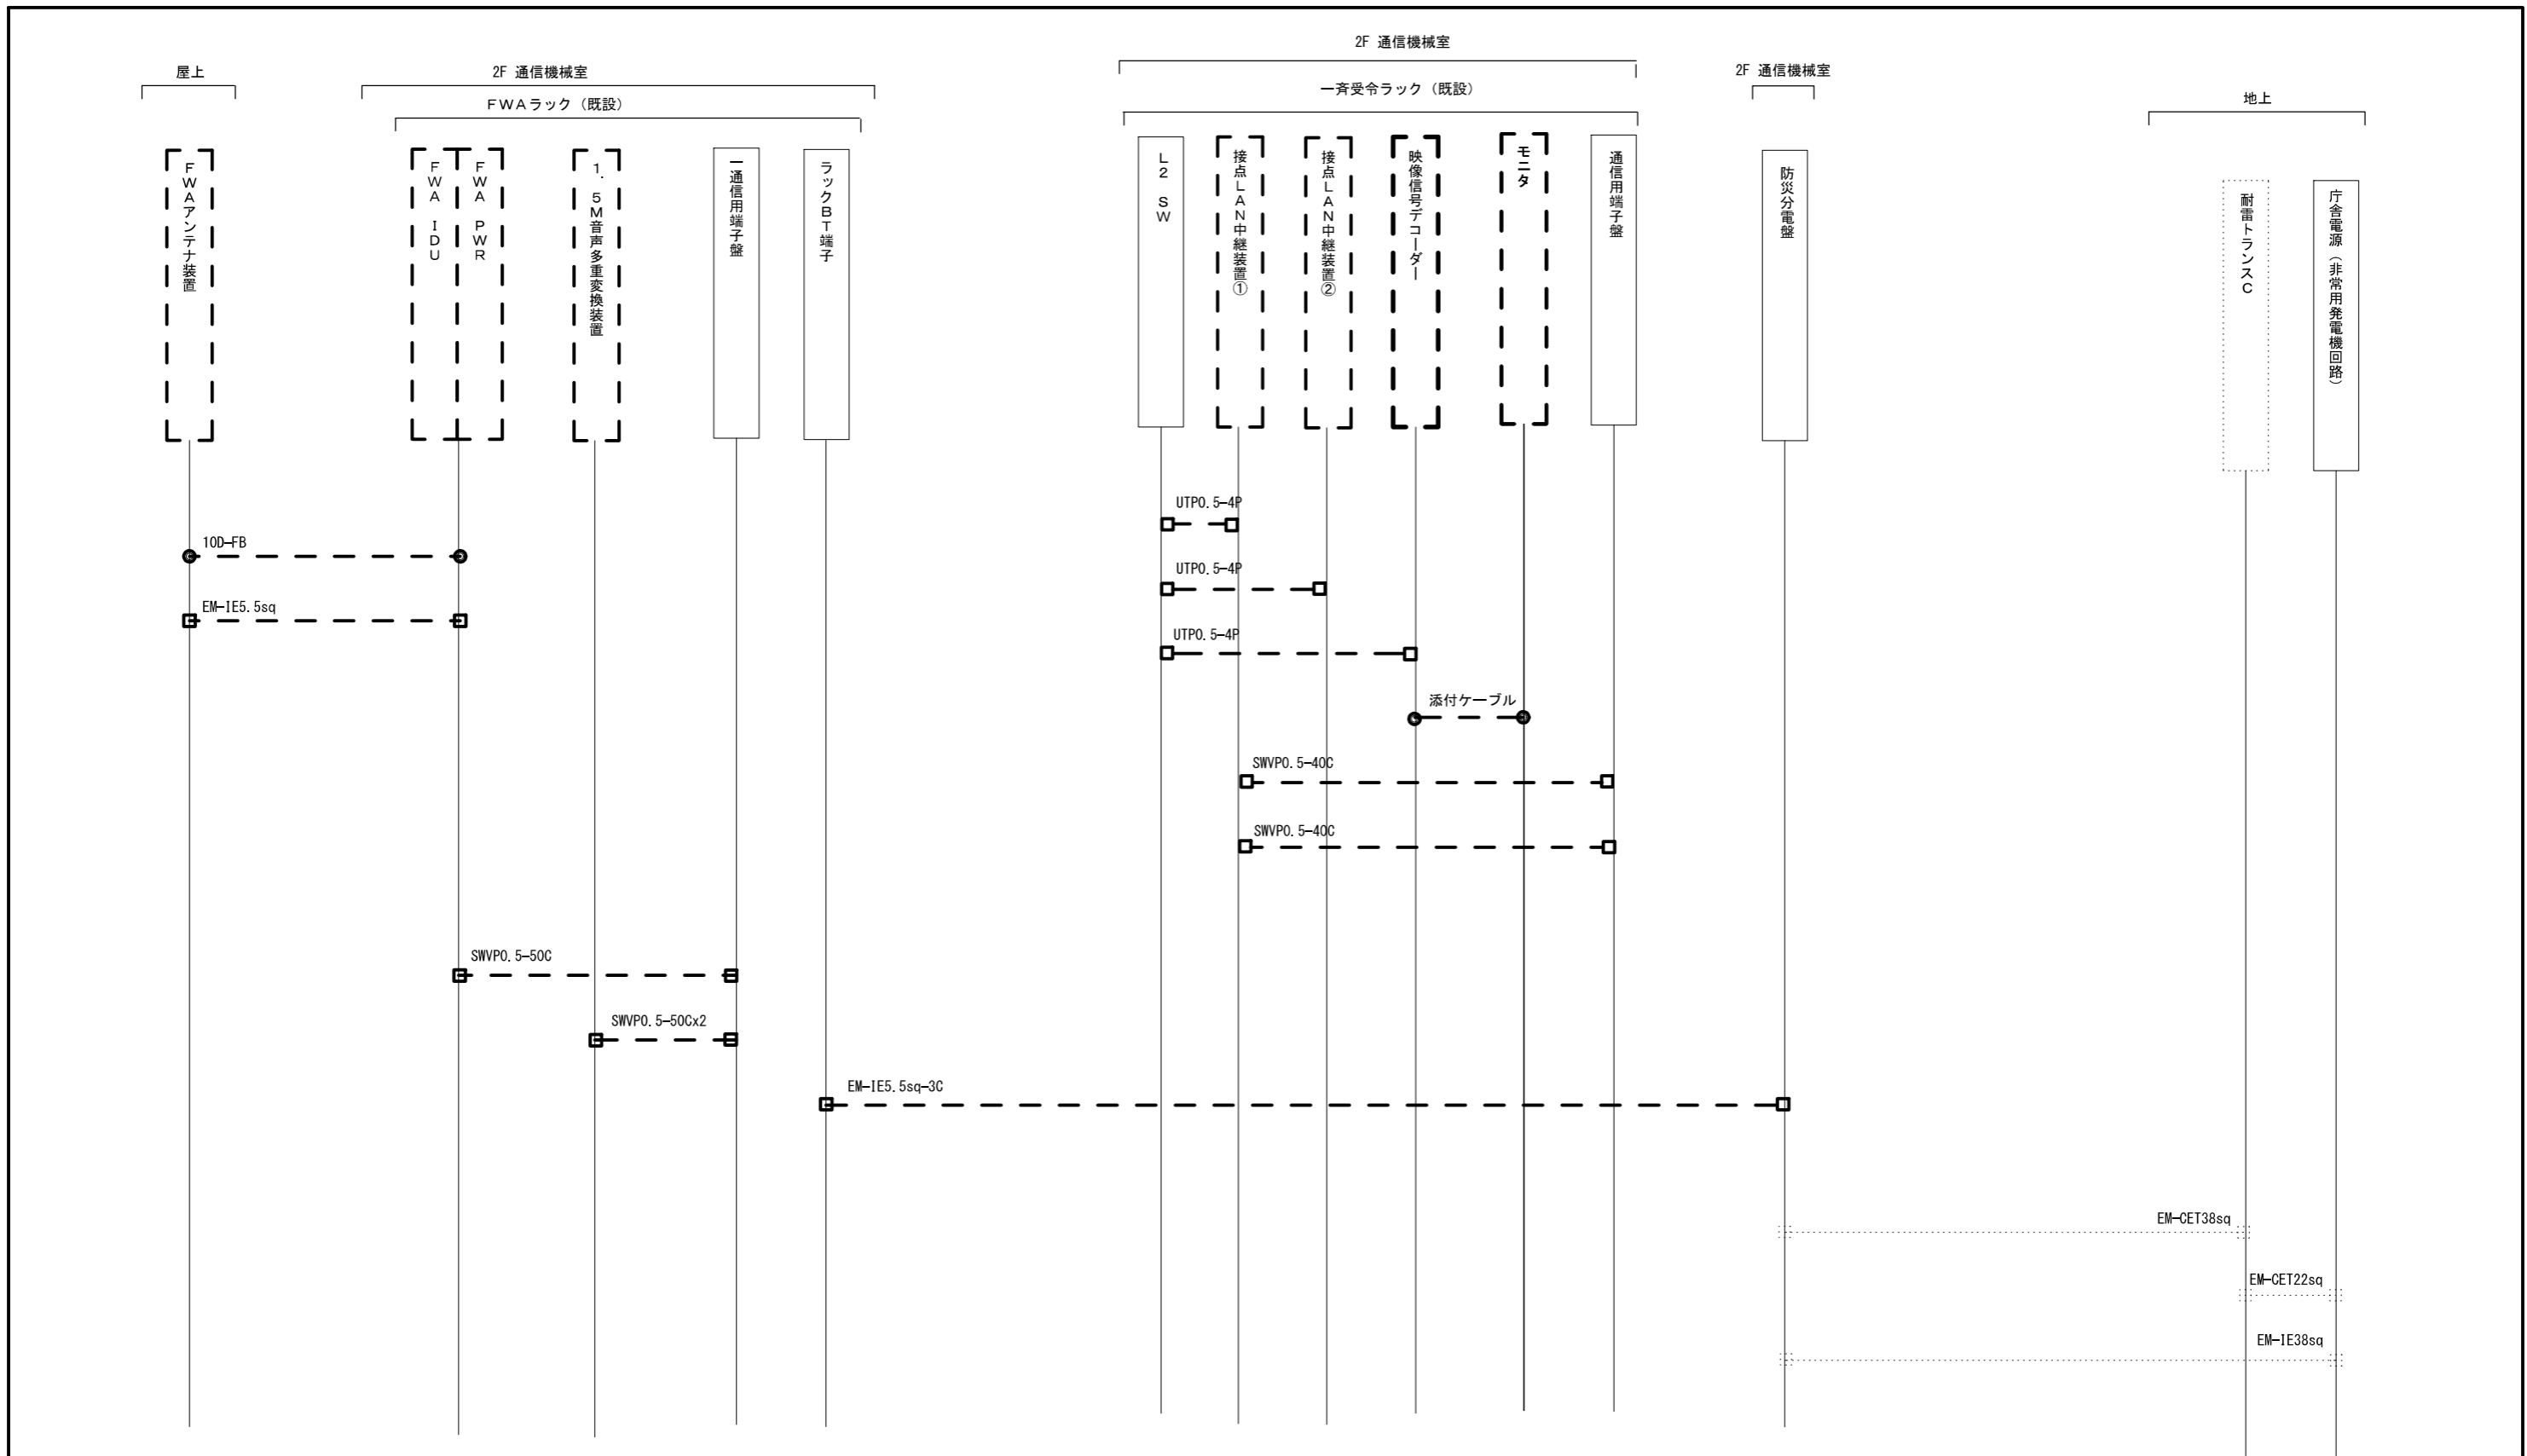 屋上
2F 通信機械室
FWAラック（既設）
2F 通信機械室
一斉受令ラック（既設）
2F 通信機械室
地上
FWAアンテナ装置
FWA IDU
FWA PWR
1.5M音声多重変換装置
一通信用端子盤
ラックBT端子
L2 SW
接点LAN中継装置①
接点LAN中継装置②
映像信号デコーダー
モニタ
通信用端子盤
防災分電盤
耐雷トランスC
庁舎電源（非常用発電機回路）
UTP0.5-4P
10D-FB
UTP0.5-4P
EM-IE5.5sq
UTP0.5-4P
添付ケーブル
SWVP0.5-40C
SWVP0.5-40C
SWVP0.5-50C
SWVP0.5-50Cx2
EM-IE5.5sq-3C
EM-CET38sq
EM-CET22sq
EM-IE38sq